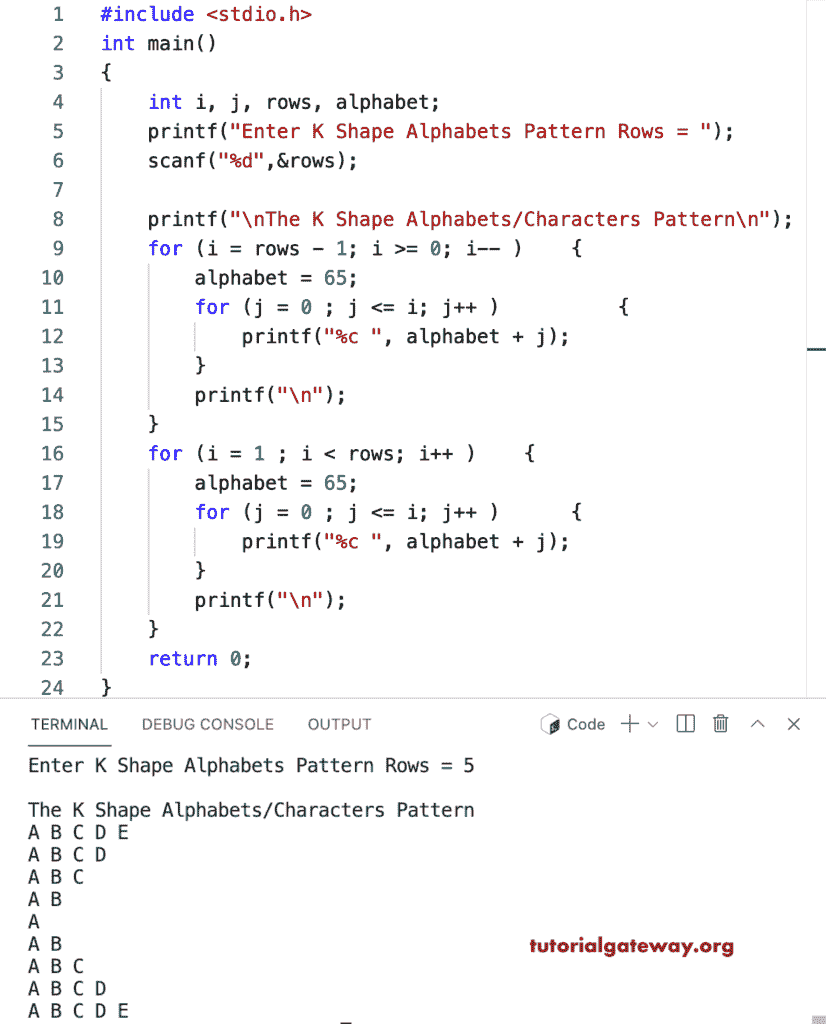 1 #include <stdio.h>
2 int main()
3 {
4 int i, j, rows, alphabet;
5 printf("Enter K Shape Alphabets Pattern Rows = ");
6 scanf("%d",&rows);
7
8 printf("\nThe K Shape Alphabets/Characters Pattern\n");
9 for (i = rows - 1; i >= 0; i-- ) {
10 alphabet = 65;
11 for (j = 0 ; j <= i; j++ ) {
12 printf("%c ", alphabet + j);
13 }
14 printf("\n");
15 }
16 for (i = 1 ; i < rows; i++ ) {
17 alphabet = 65;
18 for (j = 0 ; j <= i; j++ ) {
19 printf("%c ", alphabet + j);
20 }
21 printf("\n");
22 }
23 return 0;
24 }
TERMINAL DEBUG CONSOLE OUTPUT Code
Enter K Shape Alphabets Pattern Rows = 5

The K Shape Alphabets/Characters Pattern
A B C D E
A B C D
A B C
A B
A
A B
tutorialgateway.org
A B C
A B C D
A B C D E